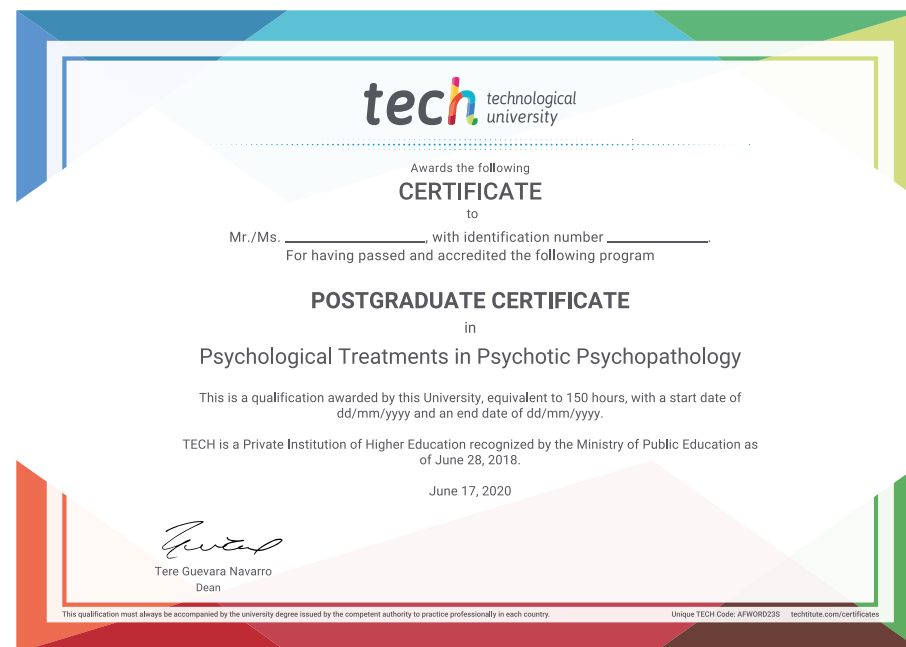 tech technological
university
Awards the following
CERTIFICATE
to
Mr./Ms. ____________________, with identification number ______________.
For having passed and accredited the following program
POSTGRADUATE CERTIFICATE
in
Psychological Treatments in Psychotic Psychopathology
This is a qualification awarded by this University, equivalent to 150 hours, with a start date of
dd/mm/yyyy and an end date of dd/mm/yyyy.
TECH is a Private Institution of Higher Education recognized by the Ministry of Public Education as
of June 28, 2018.
June 17, 2020
Tere Guevara Navarro
Dean
This qualification must always be accompanied by the university degree issued by the competent authority to practice professionally in each country. Unique TECH Code: AFWORD23S techtitute.com/certificates